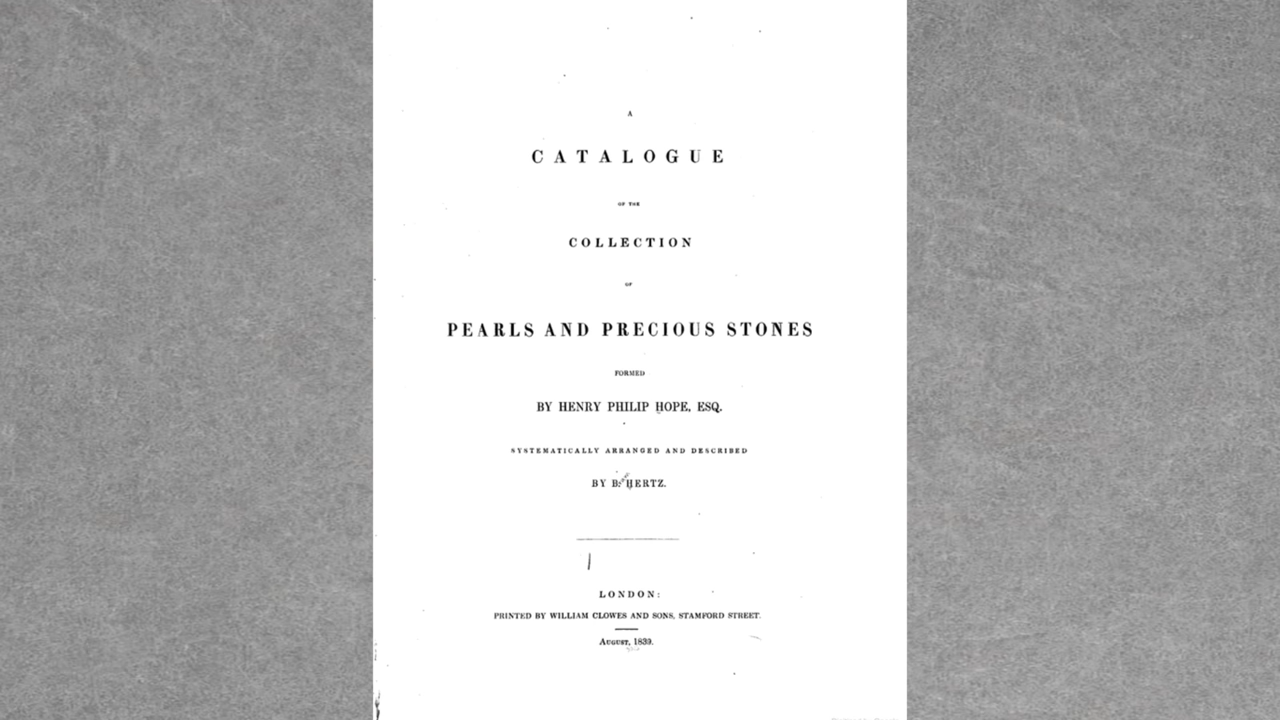 A
CATALOGUE
OF THE
COLLECTION
OF
PEARLS AND PRECIOUS STONES
FORMED
BY HENRY PHILIP HOPE, ESQ.
SYSTEMATICALLY ARRANGED AND DESCRIBED
BY B. HERTZ.
LONDON:
PRINTED BY WILLIAM CLOWES AND SONS, STAMFORD STREET.
AUGUST, 1839.